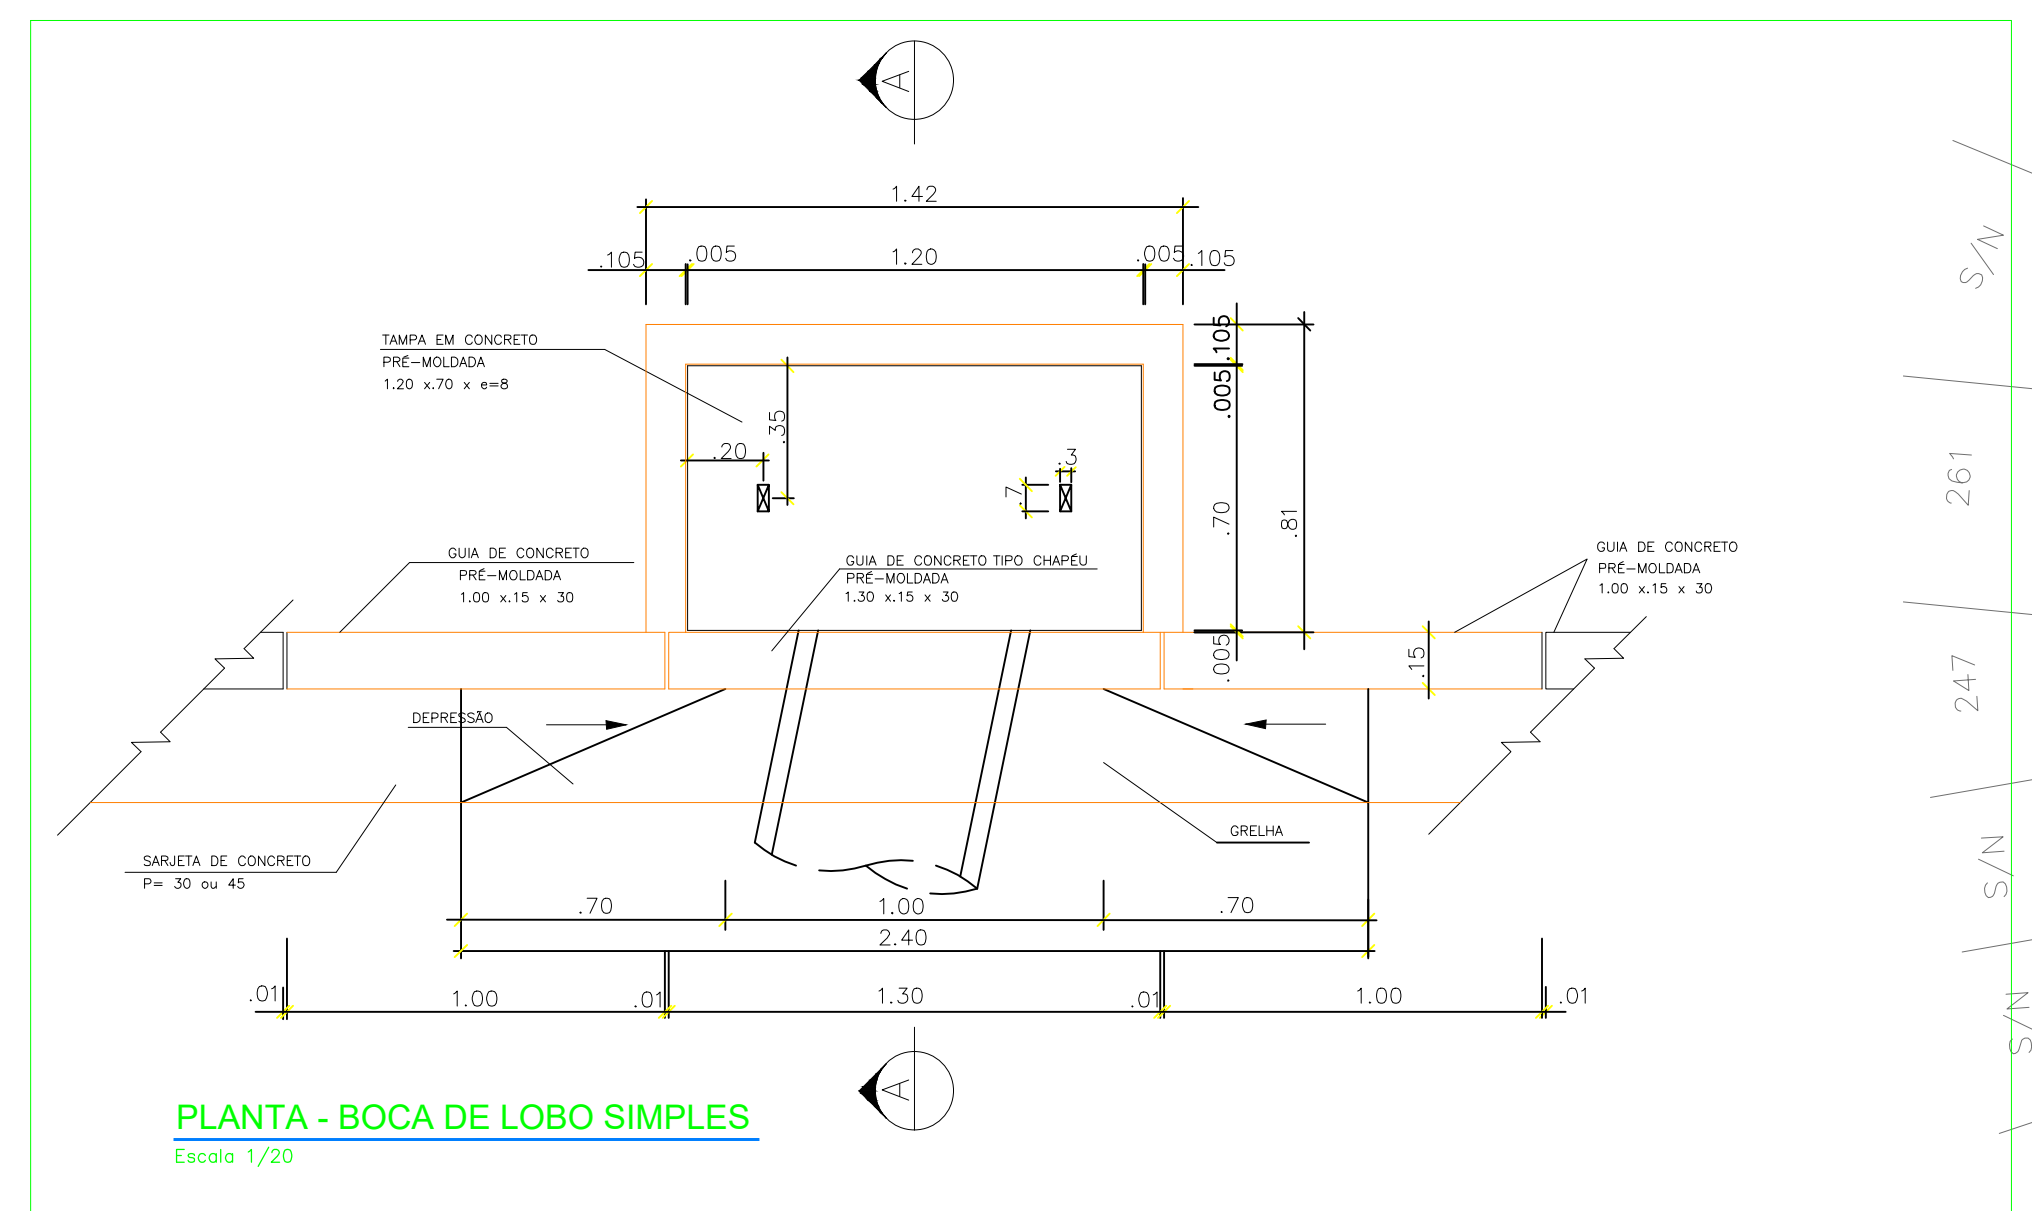 A
1.42
.105
.005
1.20
.005
.105
TAMPA EM CONCRETO
PRÉ-MOLDADA
1.20 x.70 x e=8
.105
.005
.70
.005
.81
.35
.20
.3
.7
GUIA DE CONCRETO
PRÉ-MOLDADA
1.00 x.15 x 30
GUIA DE CONCRETO TIPO CHAPÉU
PRÉ-MOLDADA
1.30 x.15 x 30
GUIA DE CONCRETO
PRÉ-MOLDADA
1.00 x.15 x 30
.15
DEPRESSÃO
GRELHA
SARJETA DE CONCRETO
P= 30 ou 45
.70
1.00
.70
2.40
.01
1.00
.01
1.30
.01
1.00
.01
A
PLANTA - BOCA DE LOBO SIMPLES
Escala 1/20
S/N
261
247
S/N
S/N